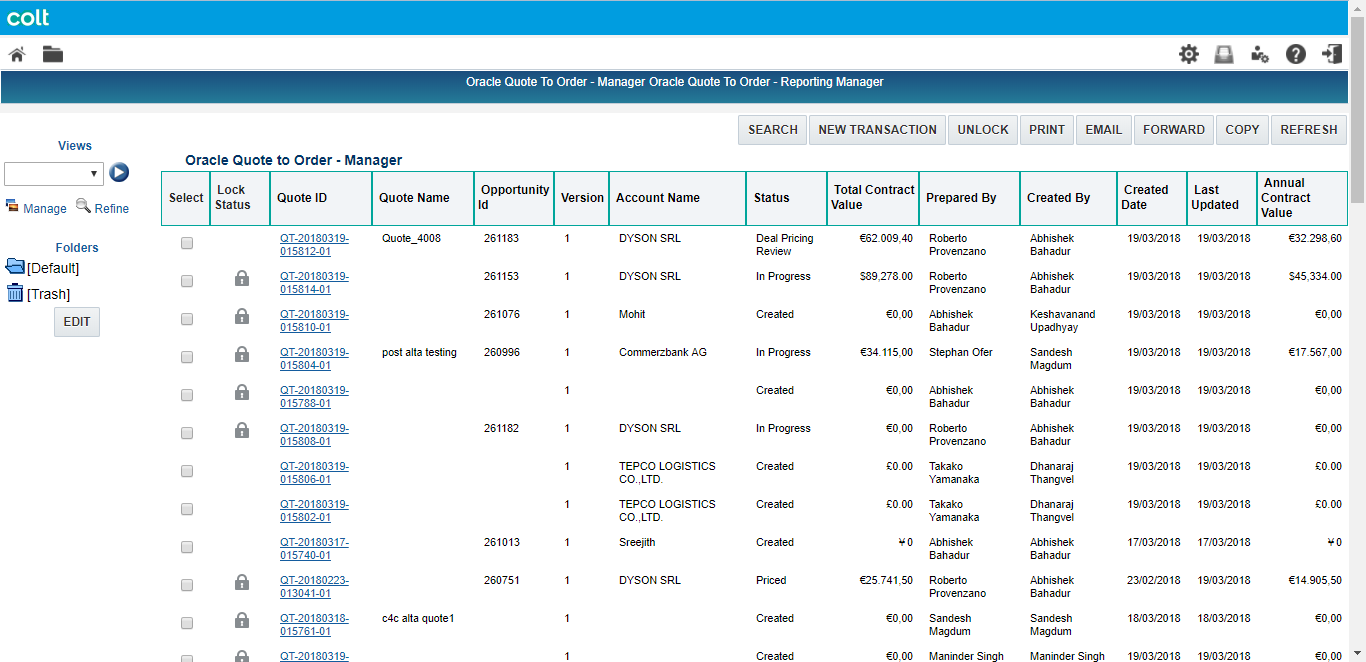 colt
Oracle Quote To Order - Manager Oracle Quote To Order - Reporting Manager
SEARCH NEW TRANSACTION UNLOCK PRINT EMAIL FORWARD COPY REFRESH
Views
Manage Refine
Folders
[Default]
[Trash]
EDIT
Oracle Quote to Order - Manager
Select Lock Status Quote ID Quote Name Opportunity Id Version Account Name Status Total Contract Value Prepared By Created By Created Date Last Updated Annual Contract Value
QT-20180319- Quote_4008 261183 1 DYSON SRL Deal Pricing €62.009,40 Roberto Abhishek 19/03/2018 19/03/2018 €32.298,60
015812-01 Review Provenzano Bahadur
QT-20180319- 261153 1 DYSON SRL In Progress $89,278.00 Roberto Abhishek 19/03/2018 19/03/2018 $45,334.00
015814-01 Provenzano Bahadur
QT-20180319- 261076 1 Mohit Created €0,00 Abhishek Keshavanand 19/03/2018 19/03/2018 €0,00
015810-01 Bahadur Upadhyay
QT-20180319- post alta testing 260996 1 Commerzbank AG In Progress €34.115,00 Stephan Ofer Sandesh 19/03/2018 19/03/2018 €17.567,00
015804-01 Magdum
QT-20180319- 1 Created €0,00 Abhishek Abhishek 19/03/2018 19/03/2018 €0,00
015788-01 Bahadur Bahadur
QT-20180319- 261182 1 DYSON SRL In Progress €0,00 Roberto Abhishek 19/03/2018 19/03/2018 €0,00
015808-01 Provenzano Bahadur
QT-20180319- 1 TEPCO LOGISTICS Created £0.00 Takako Dhanaraj 19/03/2018 19/03/2018 £0.00
015806-01 CO.,LTD. Yamanaka Thangvel
QT-20180319- 1 TEPCO LOGISTICS Created £0.00 Takako Dhanaraj 19/03/2018 19/03/2018 £0.00
015802-01 CO.,LTD. Yamanaka Thangvel
QT-20180317- 261013 1 Sreejith Created ¥0 Abhishek Abhishek 17/03/2018 17/03/2018 ¥0
015740-01 Bahadur Bahadur
QT-20180223- 260751 1 DYSON SRL Priced €25.741,50 Roberto Abhishek 23/02/2018 19/03/2018 €14.905,50
013041-01 Provenzano Bahadur
QT-20180318- c4c alta quote1 1 Created €0,00 Sandesh Sandesh 18/03/2018 18/03/2018 €0,00
015761-01 Magdum Magdum
QT-20180319- 1 Created €0,00 Maninder Singh Maninder Singh 19/03/2018 19/03/2018 €0,00